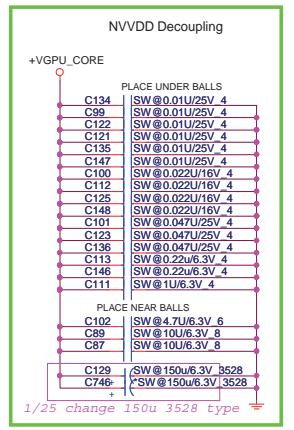 NVVDD Decoupling
+VGPU_CORE
PLACE UNDER BALLS
C134 SW@0.01U/25V_4
C99 SW@0.01U/25V_4
C122 SW@0.01U/25V_4
C121 SW@0.01U/25V_4
C135 SW@0.01U/25V_4
C147 SW@0.01U/25V_4
C100 SW@0.022U/16V_4
C112 SW@0.022U/16V_4
C125 SW@0.022U/16V_4
C148 SW@0.022U/16V_4
C101 SW@0.047U/25V_4
C123 SW@0.047U/25V_4
C136 SW@0.047U/25V_4
C113 SW@0.22u/6.3V_4
C146 SW@0.22u/6.3V_4
C111 SW@1U/6.3V_4
PLACE NEAR BALLS
C102 SW@4.7U/6.3V_6
C89 SW@10U/6.3V_8
C87 SW@10U/6.3V_8
C129 SW@150u/6.3V_3528
+
C746 *SW@150u/6.3V_3528
+
1/25 change 150u 3528 type